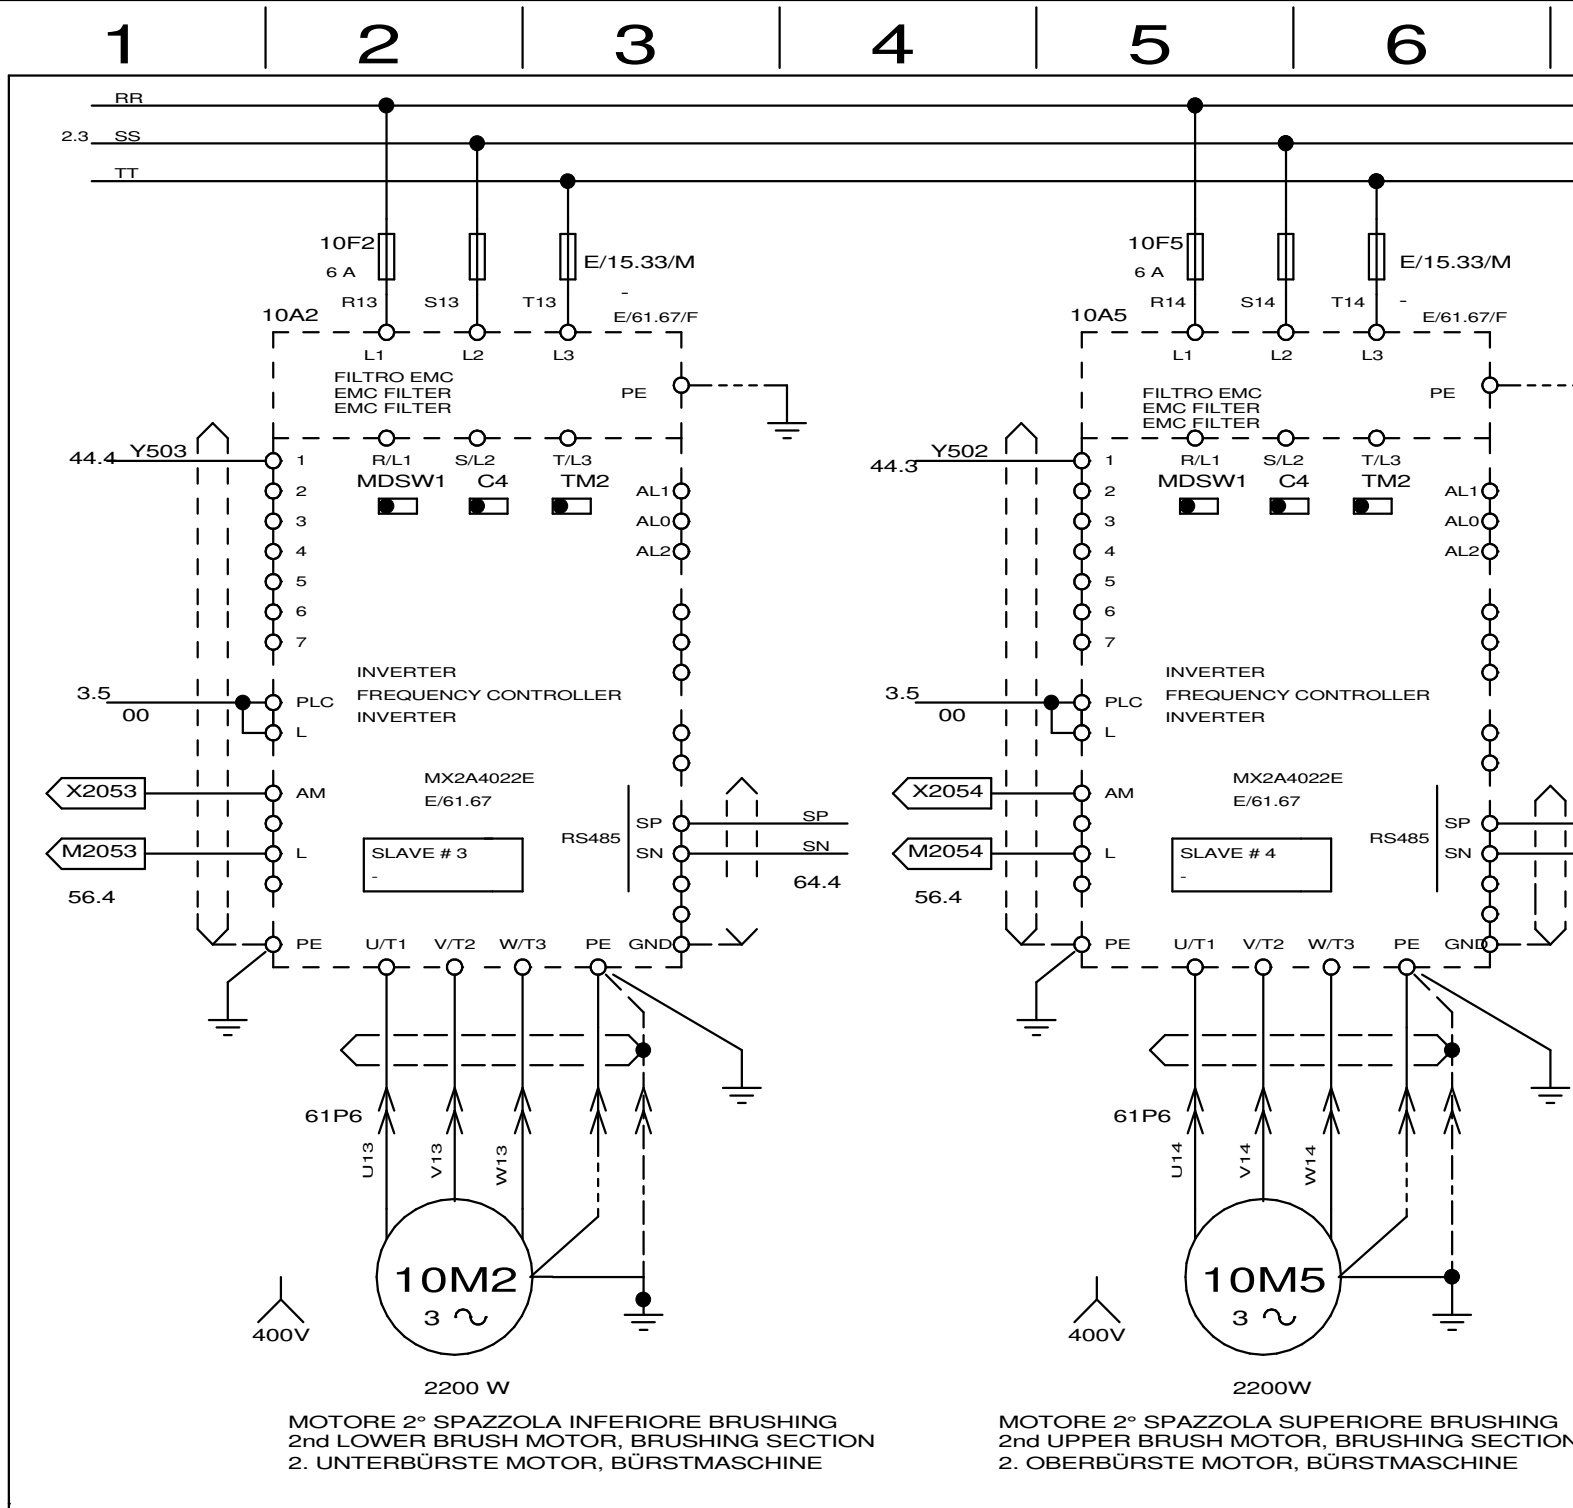 1 2 3 4 5 6
RR
2.3 SS
TT
10F2
6 A
E/15.33/M
R13 S13 T13 -
10A2
E/61.67/F
L1 L2 L3
FILTRO EMC
EMC FILTER
EMC FILTER
PE
44.4 Y503
1
2
3
4
5
6
7
R/L1 S/L2 T/L3
MDSW1 C4 TM2
AL1
AL0
AL2
INVERTER
FREQUENCY CONTROLLER
INVERTER
3.5
00
PLC
L
X2053
AM
MX2A4022E
E/61.67
M2053
L
56.4
SLAVE # 3
-
RS485
SP
SN
SP
SN
64.4
PE U/T1 V/T2 W/T3 PE GND
61P6
U13 V13 W13
10M2
3
400V
2200 W
MOTORE 2° SPAZZOLA INFERIORE BRUSHING
2nd LOWER BRUSH MOTOR, BRUSHING SECTION
2. UNTERBÜRSTE MOTOR, BÜRSTMASCHINE
10F5
6 A
E/15.33/M
R14 S14 T14 -
10A5
E/61.67/F
L1 L2 L3
FILTRO EMC
EMC FILTER
EMC FILTER
PE
44.3 Y502
1
2
3
4
5
6
7
R/L1 S/L2 T/L3
MDSW1 C4 TM2
AL1
AL0
AL2
INVERTER
FREQUENCY CONTROLLER
INVERTER
3.5
00
PLC
L
X2054
AM
MX2A4022E
E/61.67
M2054
L
56.4
SLAVE # 4
-
RS485
SP
SN
PE U/T1 V/T2 W/T3 PE GND
61P6
U14 V14 W14
10M5
3
400V
2200W
MOTORE 2° SPAZZOLA SUPERIORE BRUSHING
2nd UPPER BRUSH MOTOR, BRUSHING SECTION
2. OBERBÜRSTE MOTOR, BÜRSTMASCHINE